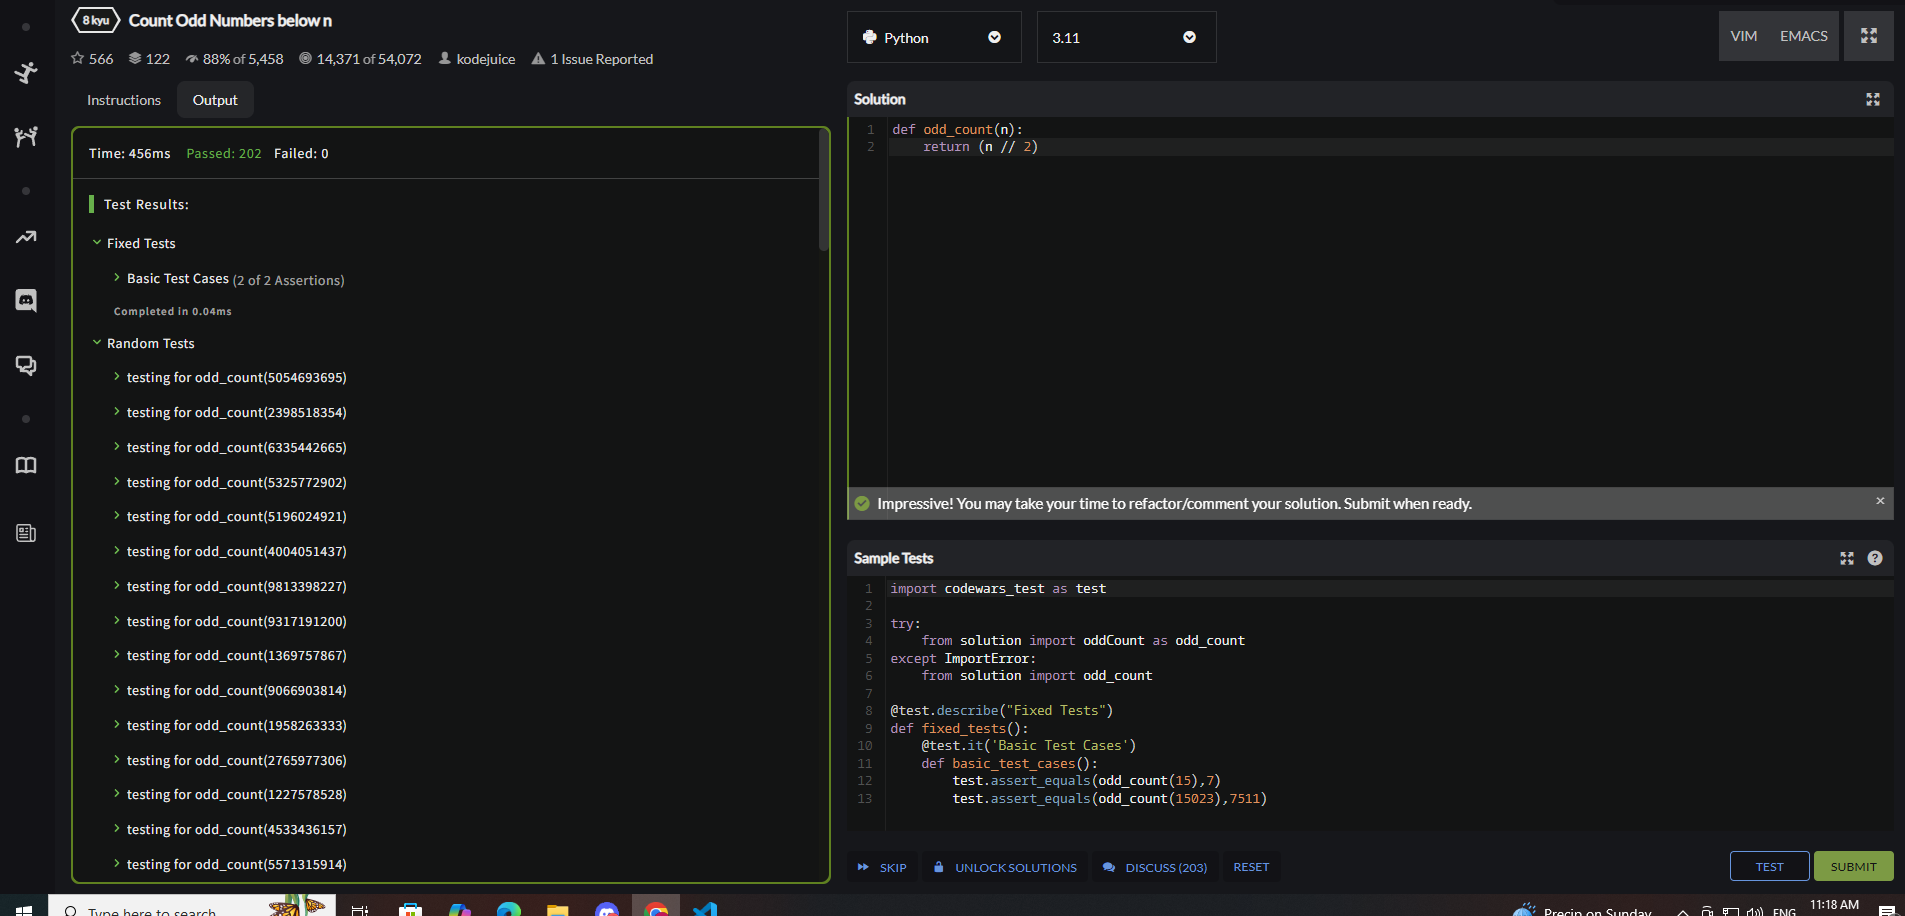 8 kyu Count Odd Numbers below n
566 122 88% of 5,458 14,371 of 54,072 kodejuice 1 Issue Reported
Instructions Output
Time: 456ms Passed: 202 Failed: 0
Test Results:
Fixed Tests
Basic Test Cases (2 of 2 Assertions)
Completed in 0.04ms
Random Tests
testing for odd_count(5054693695)
testing for odd_count(2398518354)
testing for odd_count(6335442665)
testing for odd_count(5325772902)
testing for odd_count(5196024921)
testing for odd_count(4004051437)
testing for odd_count(9813398227)
testing for odd_count(9317191200)
testing for odd_count(1369757867)
testing for odd_count(9066903814)
testing for odd_count(1958263333)
testing for odd_count(2765977306)
testing for odd_count(1227578528)
testing for odd_count(4533436157)
testing for odd_count(5571315914)
Python 3.11 VIM EMACS
Solution
1 def odd_count(n):
2     return (n // 2)
Impressive! You may take your time to refactor/comment your solution. Submit when ready. ×
Sample Tests ?
1 import codewars_test as test
2
3 try:
4     from solution import oddCount as odd_count
5 except ImportError:
6     from solution import odd_count
7
8 @test.describe("Fixed Tests")
9 def fixed_tests():
10     @test.it('Basic Test Cases')
11     def basic_test_cases():
12         test.assert_equals(odd_count(15),7)
13         test.assert_equals(odd_count(15023),7511)
SKIP UNLOCK SOLUTIONS DISCUSS (203) RESET TEST SUBMIT
Type here to search Precip on Sunday ENG 11:18 AM